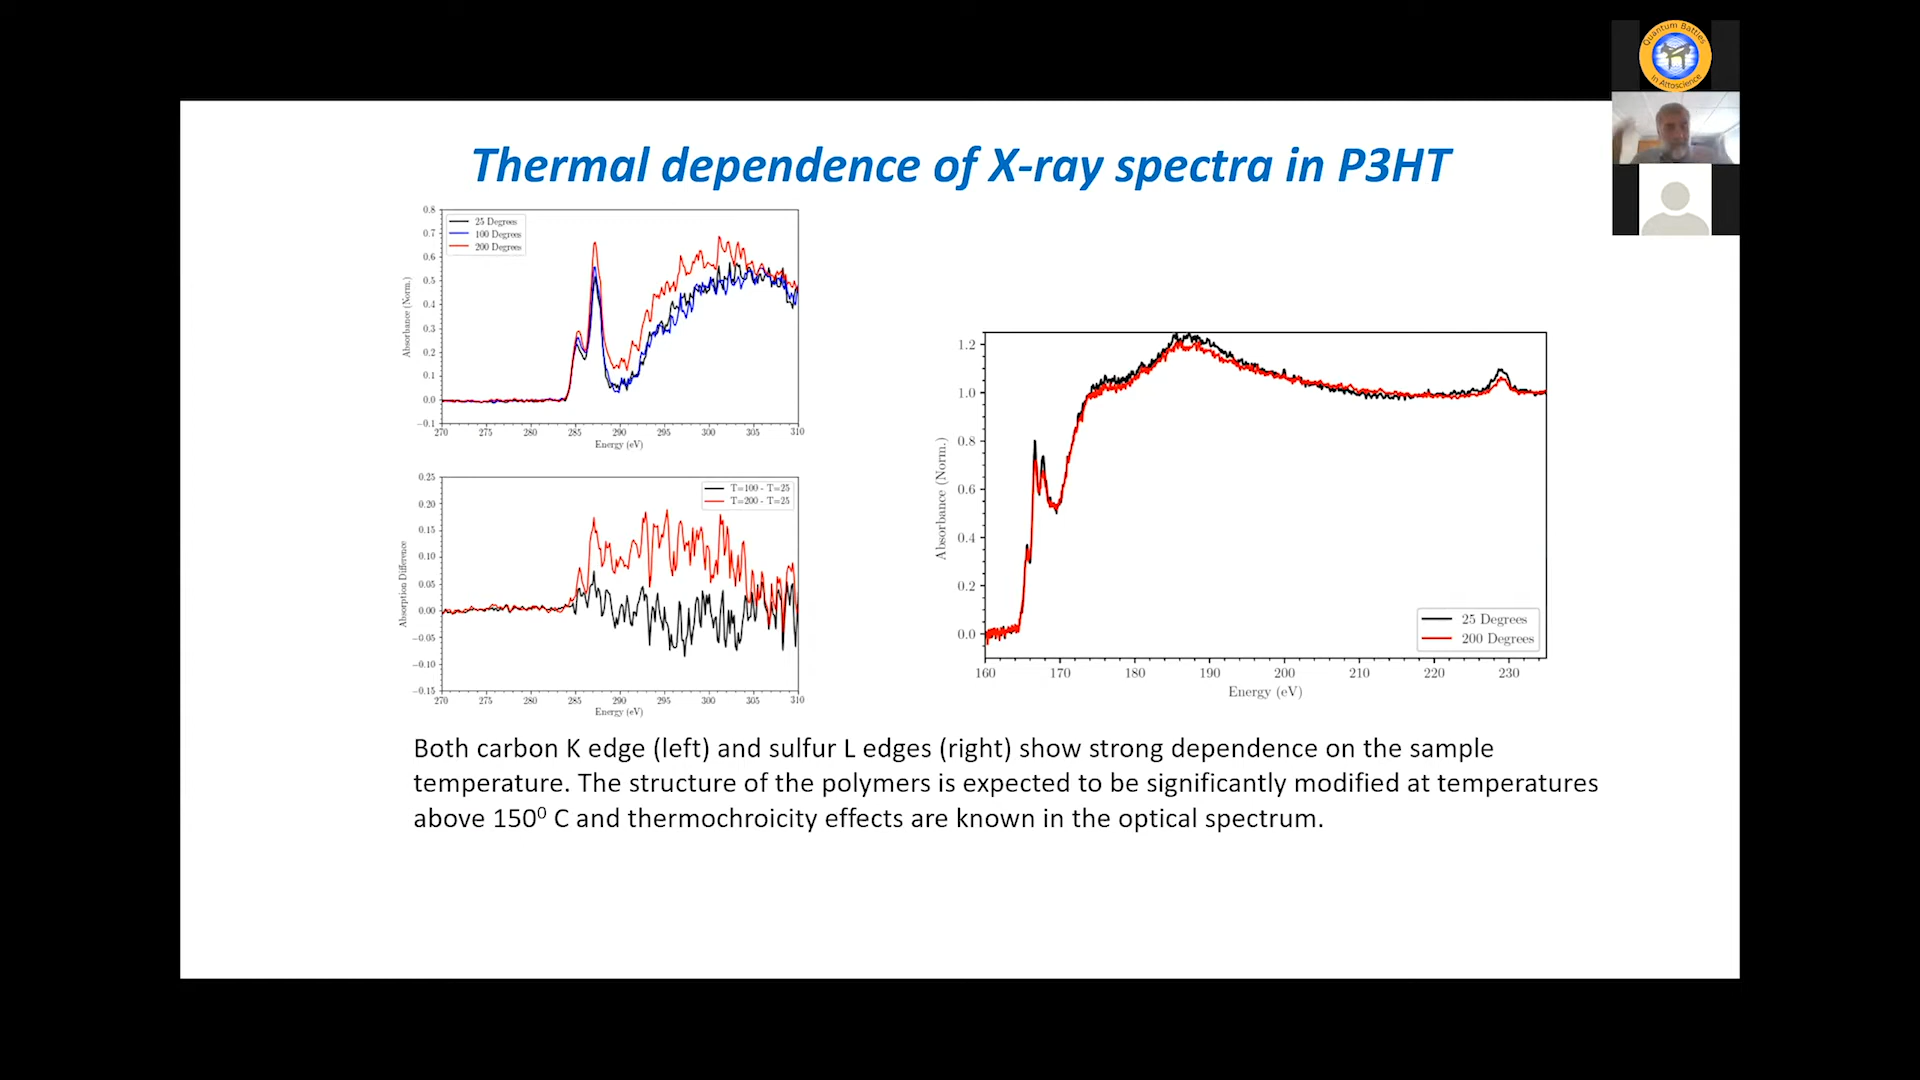 Quantum Battles
in Attoscience
Thermal dependence of X-ray spectra in P3HT
0.8
0.7
0.6
0.5
0.4
0.3
0.2
0.1
0.0
−0.1
Absorbance (Norm.)
25 Degrees
100 Degrees
200 Degrees
270 275 280 285 290 295 300 305 310
Energy (eV)
0.25
0.20
0.15
0.10
0.05
0.00
−0.05
−0.10
−0.15
Absorption Difference
T=100 - T=25
T=200 - T=25
270 275 280 285 290 295 300 305 310
Energy (eV)
1.2
1.0
0.8
0.6
0.4
0.2
0.0
Absorbance (Norm.)
25 Degrees
200 Degrees
160 170 180 190 200 210 220 230
Energy (eV)
Both carbon K edge (left) and sulfur L edges (right) show strong dependence on the sample
temperature. The structure of the polymers is expected to be significantly modified at temperatures
above 150⁰ C and thermochroicity effects are known in the optical spectrum.